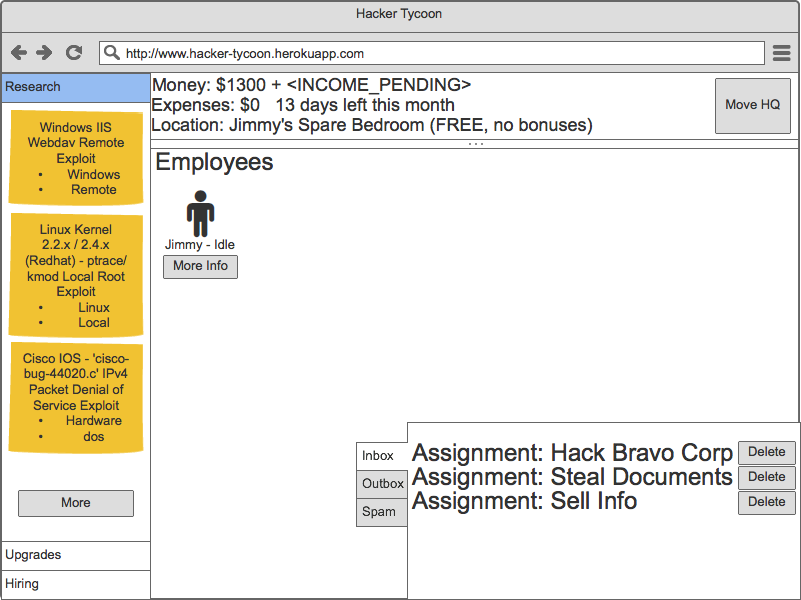 Hacker Tycoon
http://www.hacker-tycoon.herokuapp.com
Research
Windows IIS
Webdav Remote
Exploit
• Windows
• Remote
Linux Kernel
2.2.x / 2.4.x
(Redhat) - ptrace/
kmod Local Root
Exploit
• Linux
• Local
Cisco IOS - 'cisco-
bug-44020.c' IPv4
Packet Denial of
Service Exploit
• Hardware
• dos
More
Upgrades
Hiring
Money: $1300 + <INCOME_PENDING>
Expenses: $0 13 days left this month
Location: Jimmy's Spare Bedroom (FREE, no bonuses)
Move HQ
Employees
Jimmy - Idle
More Info
Inbox
Outbox
Spam
Assignment: Hack Bravo Corp Delete
Assignment: Steal Documents Delete
Assignment: Sell Info Delete